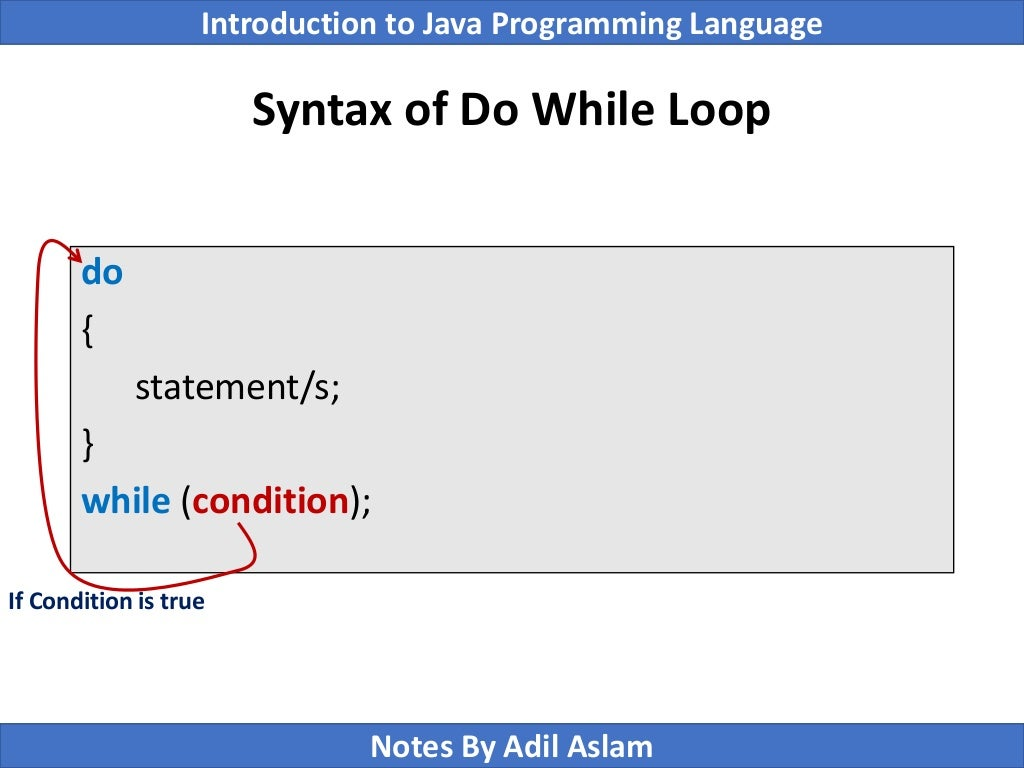 Introduction to Java Programming Language
Syntax of Do While Loop
do
{
statement/s;
}
while (condition);
If Condition is true
Notes By Adil Aslam